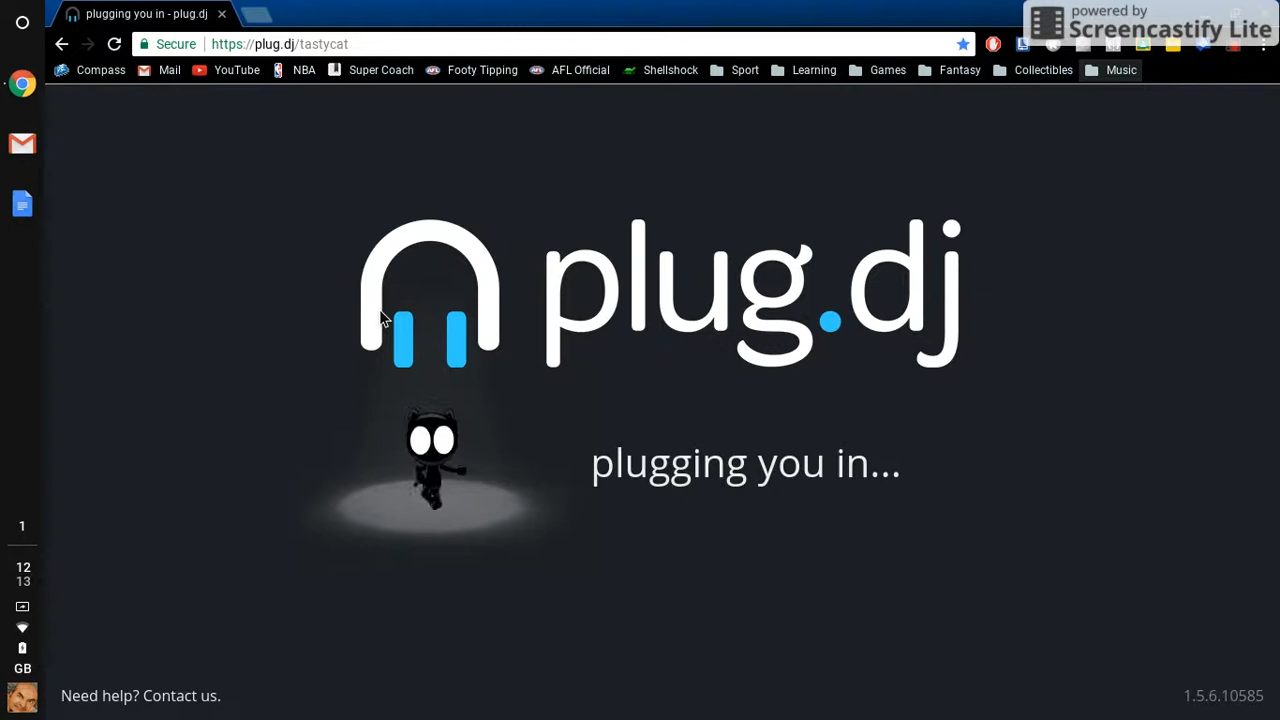 plugging you in - plug.dj
powered by
Screencastify Lite
Secure https://plug.dj/tastycat
Compass Mail YouTube NBA Super Coach Footy Tipping AFL Official Shellshock Sport Learning Games Fantasy Collectibles Music
plug.dj
plugging you in...
1
12
13
GB
Need help? Contact us.
1.5.6.10585